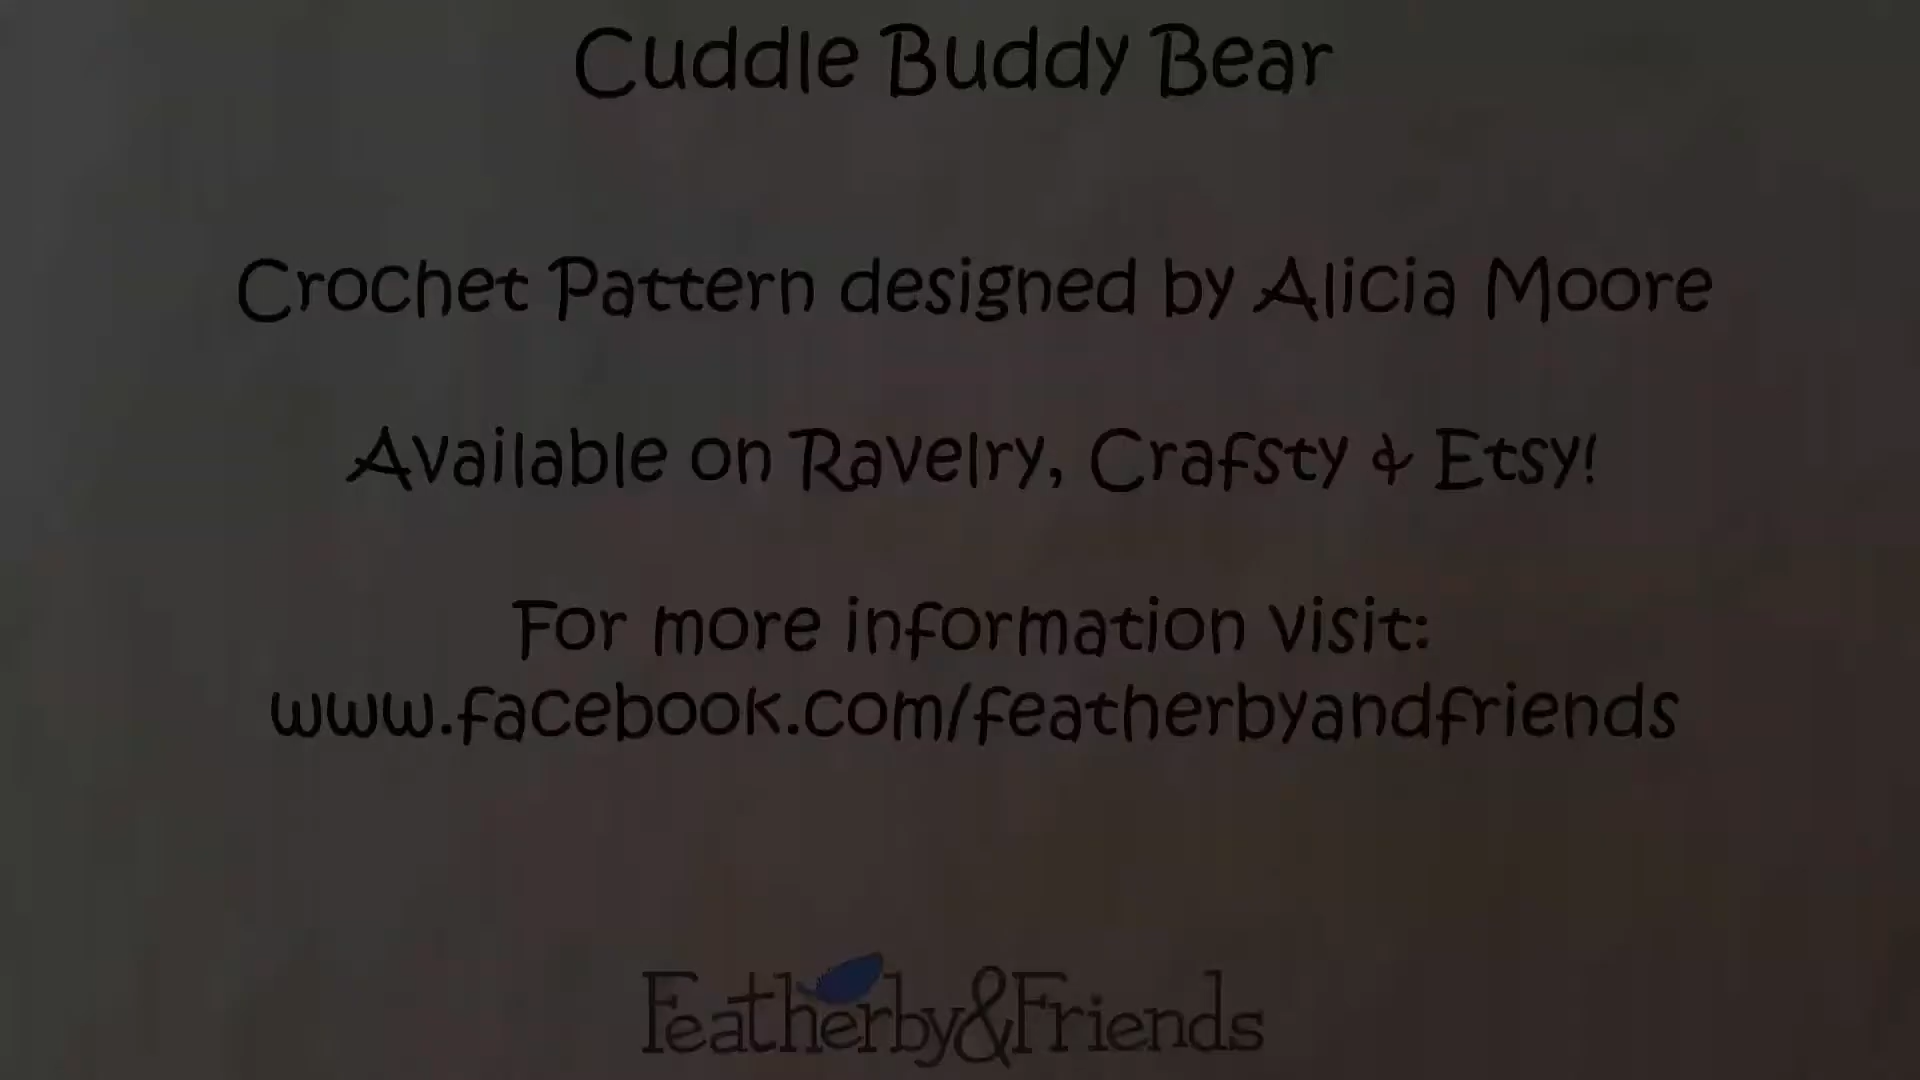 Cuddle Buddy Bear
Crochet Pattern designed by Alicia Moore
Available on Ravelry, Crafsty & Etsy!
For more information visit:
www.facebook.com/featherbyandfriends
Featherby&Friends